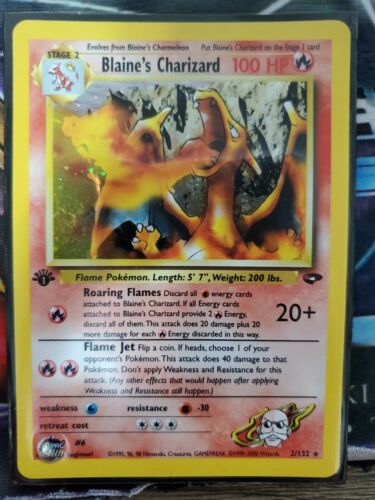 Evolves from Blaine's Charmeleon Put Blaine's Charizard on the Stage 1 card
STAGE 2
Blaine's Charizard 100 HP
EDITION
1
Flame Pokémon. Length: 5' 7", Weight: 200 lbs.
Roaring Flames Discard all energy cards
attached to Blaine's Charizard. If all Energy cards
attached to Blaine's Charizard provide 2 Energy,
discard all of them. This attack does 20 damage plus 20
more damage for each Energy discarded in this way.
20+
Flame Jet Flip a coin. If heads, choose 1 of your
opponent's Pokémon. This attack does 40 damage to that
Pokémon. Don't apply Weakness and Resistance for this
attack. (Any other effects that would happen after applying
Weakness and Resistance still happen.)
weakness resistance -30
retreat cost
#6
©1995, 96, 98 Nintendo, Creatures, GAMEFREAK. ©1999-2000 Wizards.
2/132 ★